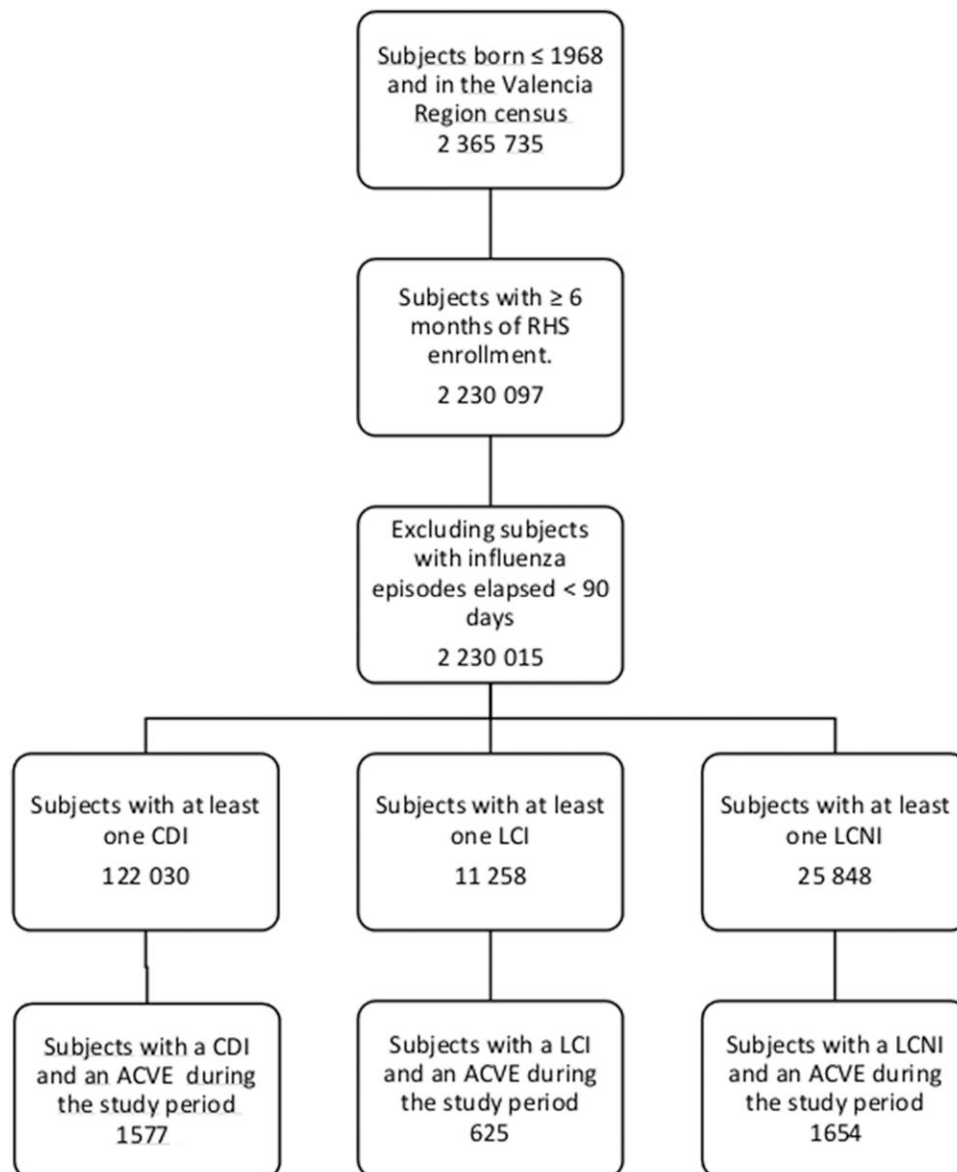 Subjects born ≤ 1968
and in the Valencia
Region census
2 365 735
Subjects with ≥ 6
months of RHS
enrollment.
2 230 097
Excluding subjects
with influenza
episodes elapsed < 90
days
2 230 015
Subjects with at least
one CDI
122 030
Subjects with at least
one LCI
11 258
Subjects with at least
one LCNI
25 848
Subjects with a CDI
and an ACVE during
the study period
1577
Subjects with a LCI
and an ACVE during
the study period
625
Subjects with a LCNI
and an ACVE during
the study period
1654